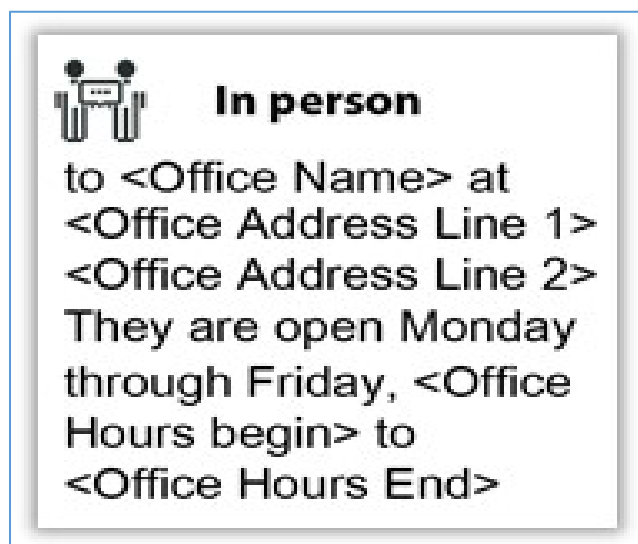 In person
to <Office Name> at
<Office Address Line 1>
<Office Address Line 2>
They are open Monday
through Friday, <Office
Hours begin> to
<Office Hours End>